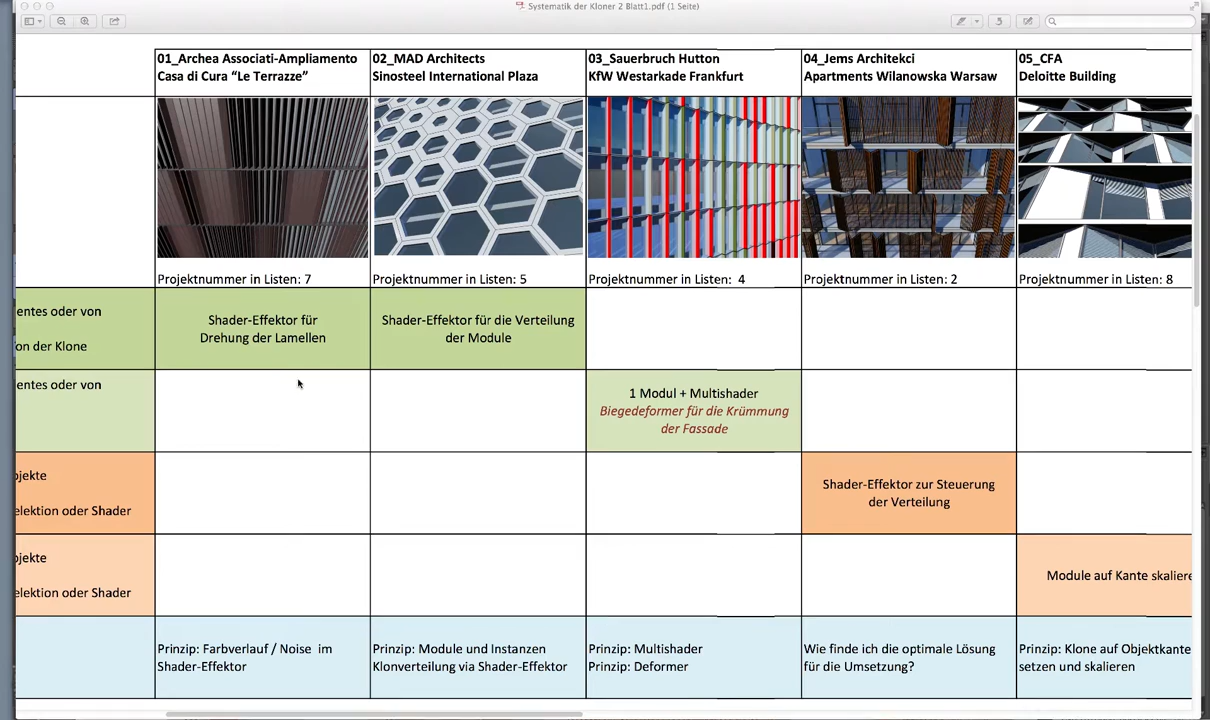 Systematik der Kloner 2 Blatt1.pdf (1 Seite)
01_Archea Associati-Ampliamento
Casa di Cura “Le Terrazze”
02_MAD Architects
Sinosteel International Plaza
03_Sauerbruch Hutton
KfW Westarkade Frankfurt
04_Jems Architekci
Apartments Wilanowska Warsaw
05_CFA
Deloitte Building
Projektnummer in Listen: 7
Projektnummer in Listen: 5
Projektnummer in Listen: 4
Projektnummer in Listen: 2
Projektnummer in Listen: 8
entes oder von
on der Klone
Shader-Effektor für
Drehung der Lamellen
Shader-Effektor für die Verteilung
der Module
entes oder von
1 Modul + Multishader
Biegedeformer für die Krümmung
der Fassade
ojekte
elektion oder Shader
Shader-Effektor zur Steuerung
der Verteilung
ojekte
elektion oder Shader
Module auf Kante skaliere
Prinzip: Farbverlauf / Noise im
Shader-Effektor
Prinzip: Module und Instanzen
Klonverteilung via Shader-Effektor
Prinzip: Multishader
Prinzip: Deformer
Wie finde ich die optimale Lösung
für die Umsetzung?
Prinzip: Klone auf Objektkante
setzen und skalieren